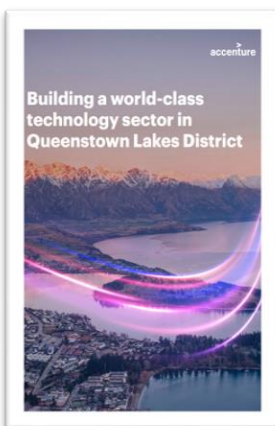 accenture
Building a world-class
technology sector in
Queenstown Lakes District